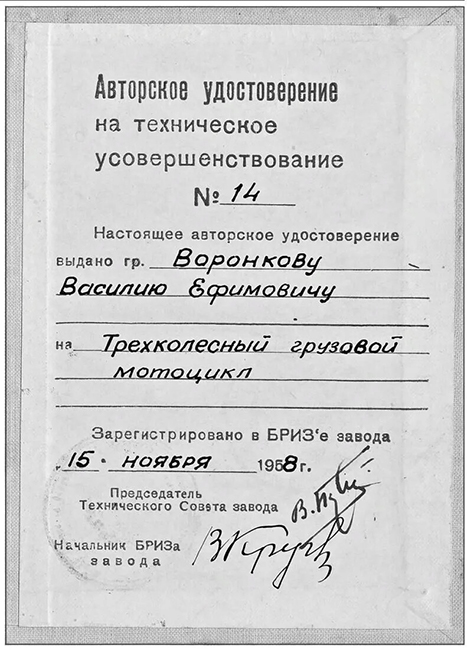 Авторское удостоверение
на техническое
усовершенствование
№ 14
Настоящее авторское удостоверение
выдано гр. Воронкову
Василию Ефимовичу
на Трехколесный грузовой
мотоцикл
Зарегистрировано в БРИЗ'е завода
„15 · ноября 1958 г.
Председатель
Технического Совета завода
Начальник БРИЗа
завода